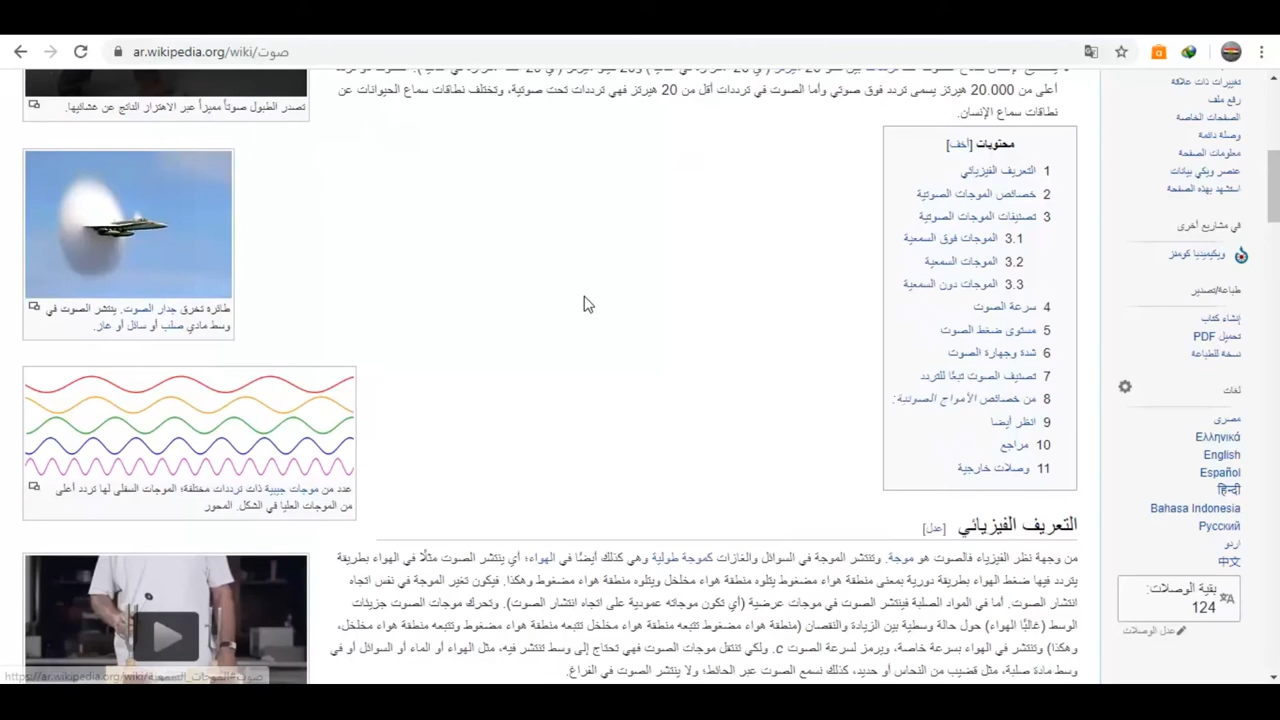 ar.wikipedia.org/wiki/صوت
أعلى من 20.000 هيرتز يسمى تردد فوق صوتي وأما الصوت في ترددات أقل من 20 هيرتز فهي ترددات تحت صوتية، وتختلف نطاقات سماع الحيوانات عن
نطاقات سماع الإنسان.
محتويات [أخف]
1 التعريف الفيزيائي
2 خصائص الموجات الصوتية
3 تصنيفات الموجات الصوتية
3.1 الموجات فوق السمعية
3.2 الموجات السمعية
3.3 الموجات دون السمعية
4 سرعة الصوت
5 مستوى ضغط الصوت
6 شدة وجهارة الصوت
7 تصنيف الصوت تبعًا للتردد
8 من خصائص الأمواج الصوتية:
9 انظر أيضا
10 مراجع
11 وصلات خارجية
التعريف الفيزيائي [عدل]
من وجهة نظر الفيزياء فالصوت هو موجة. وتنتشر الموجة في السوائل والغازات كموجة طولية وهي كذلك أيضًا في الهواء؛ أي ينتشر الصوت مثلًا في الهواء بطريقة
يتردد فيها ضغط الهواء بطريقة دورية بمعنى منطقة هواء مضغوط يتلوه منطقة هواء مخلخل ويتلوه منطقة هواء مضغوط وهكذا. فيكون تغير الموجة في نفس اتجاه
انتشار الصوت. أما في المواد الصلبة فينتشر الصوت في موجات عرضية (أي تكون موجاته عمودية على اتجاه انتشار الصوت). وتحرك موجات الصوت جزيئات
الوسط (غالبًا الهواء) حول حالة وسطية بين الزيادة والنقصان (منطقة هواء مضغوط تتبعه منطقة هواء مخلخل تتبعه منطقة هواء مضغوط وتتبعه منطقة هواء مخلخل،
وهكذا) وتنتشر في الهواء بسرعة خاصة، ويرمز لسرعة الصوت c. ولكي تنتقل موجات الصوت فهي تحتاج إلى وسط تنتشر فيه، مثل الهواء أو الماء أو السوائل أو في
وسط مادة صلبة، مثل قضيب من النحاس أو حديد، كذلك نسمع الصوت عبر الحائط؛ ولا ينتشر الصوت في الفراغ.
تصدر الطبول صوتاً مميزاً عبر الاهتزاز الناتج عن غشائيها.
طائرة تخرق جدار الصوت. ينتشر الصوت في
وسط مادي صلب أو سائل أو غاز.
عدد من موجات جيبية ذات ترددات مختلفة؛ الموجات السفلى لها تردد أعلى
من الموجات العليا في الشكل. المحور
تغييرات ذات علاقة
رفع ملف
الصفحات الخاصة
وصلة دائمة
معلومات الصفحة
عنصر ويكي بيانات
استشهد بهذه الصفحة
في مشاريع أخرى
ويكيميديا كومنز
طباعة/تصدير
إنشاء كتاب
تحميل PDF
نسخة للطباعة
لغات
مصرى
Ελληνικά
English
Español
हिन्दी
Bahasa Indonesia
Русский
اردو
中文
بقية الوصلات:
124
عدل الوصلات